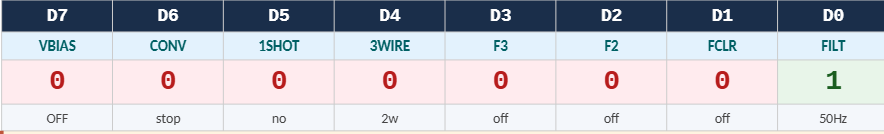 D7 D6 D5 D4 D3 D2 D1 D0
VBIAS CONV 1SHOT 3WIRE F3 F2 FCLR FILT
0 0 0 0 0 0 0 1
OFF stop no 2w off off off 50Hz